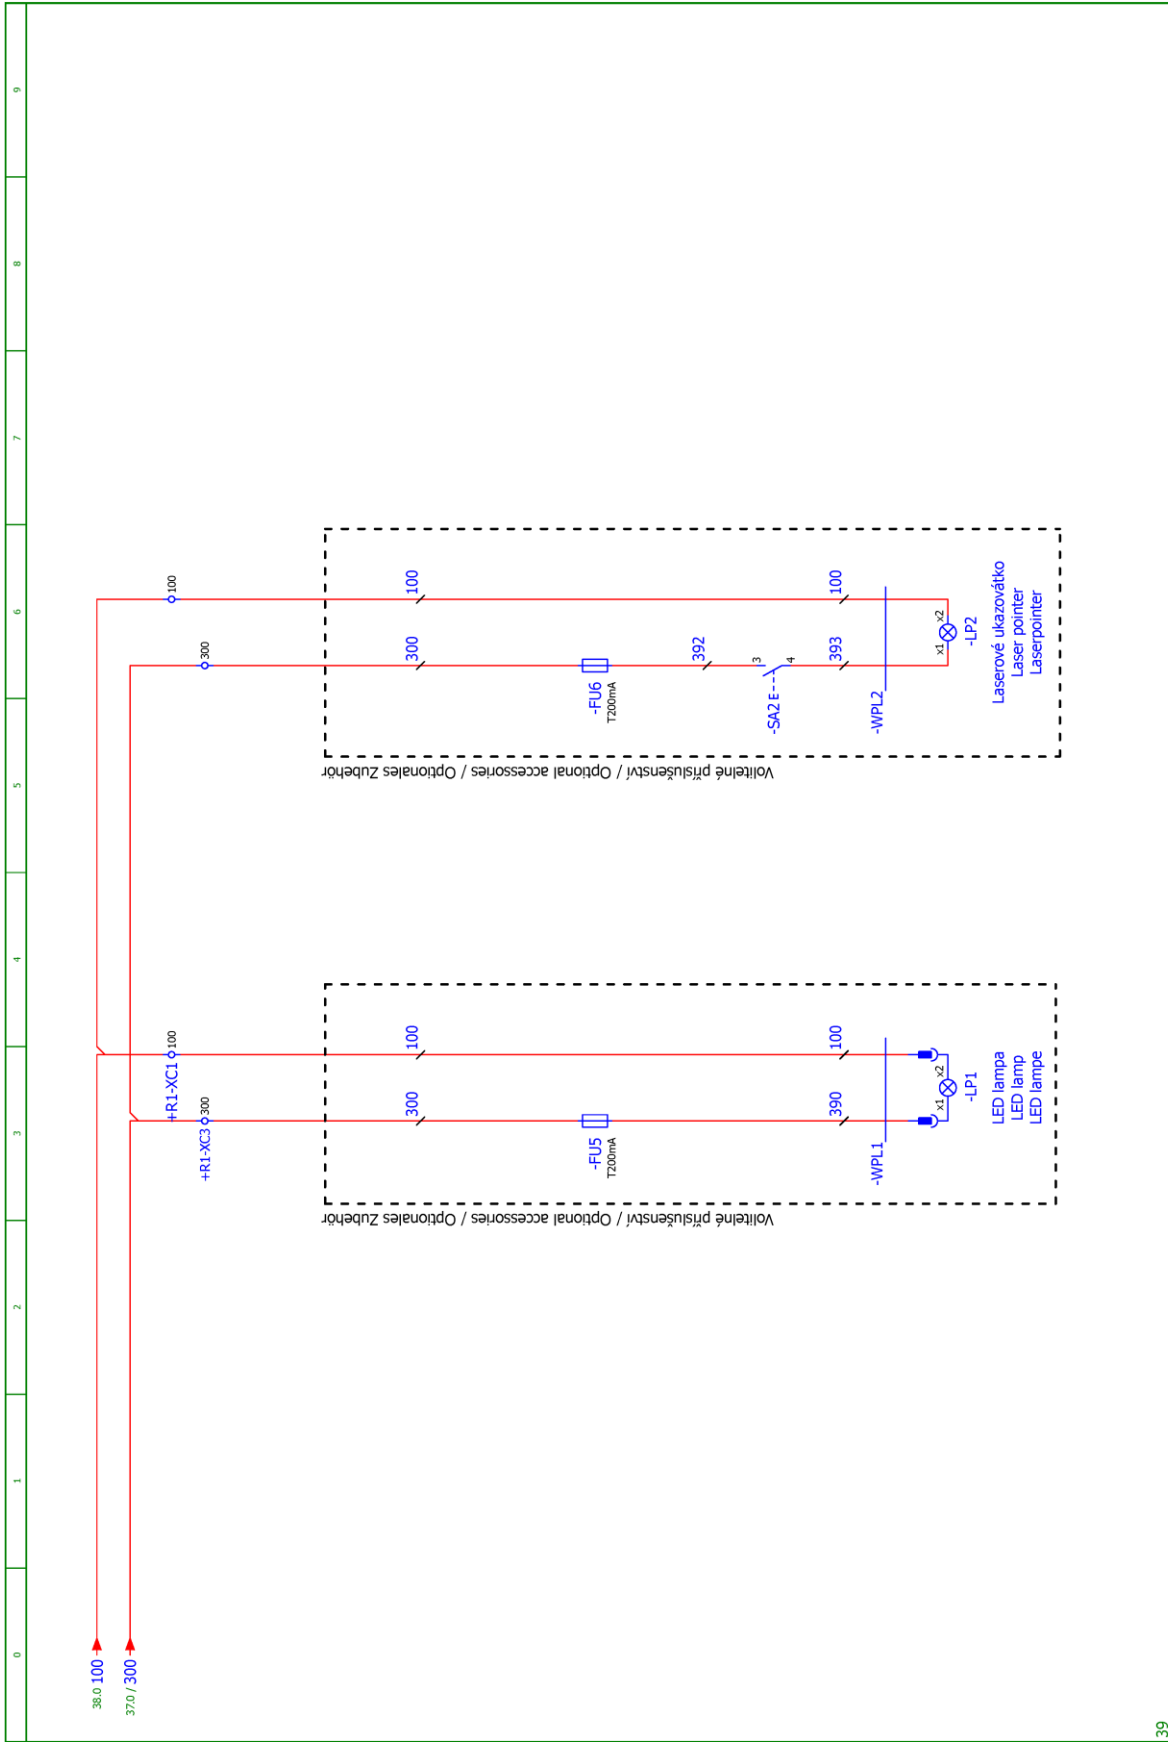 0 1 2 3 4 5 6 7 8 9
38.0 100
37.0 / 300
+R1-XC1 100
100
+R1-XC3 300
300
Volitelné příslušenství / Optional accessories / Optionales Zubehör
300
100
-FU5
T200mA
390
100
-WPL1
x1
x2
-LP1
LED lampa
LED lamp
LED lampe
Volitelné příslušenství / Optional accessories / Optionales Zubehör
300
100
-FU6
T200mA
392
-SA2
E
3
4
393
100
-WPL2
x1
x2
-LP2
Laserové ukazovátko
Laser pointer
Laserpointer
39